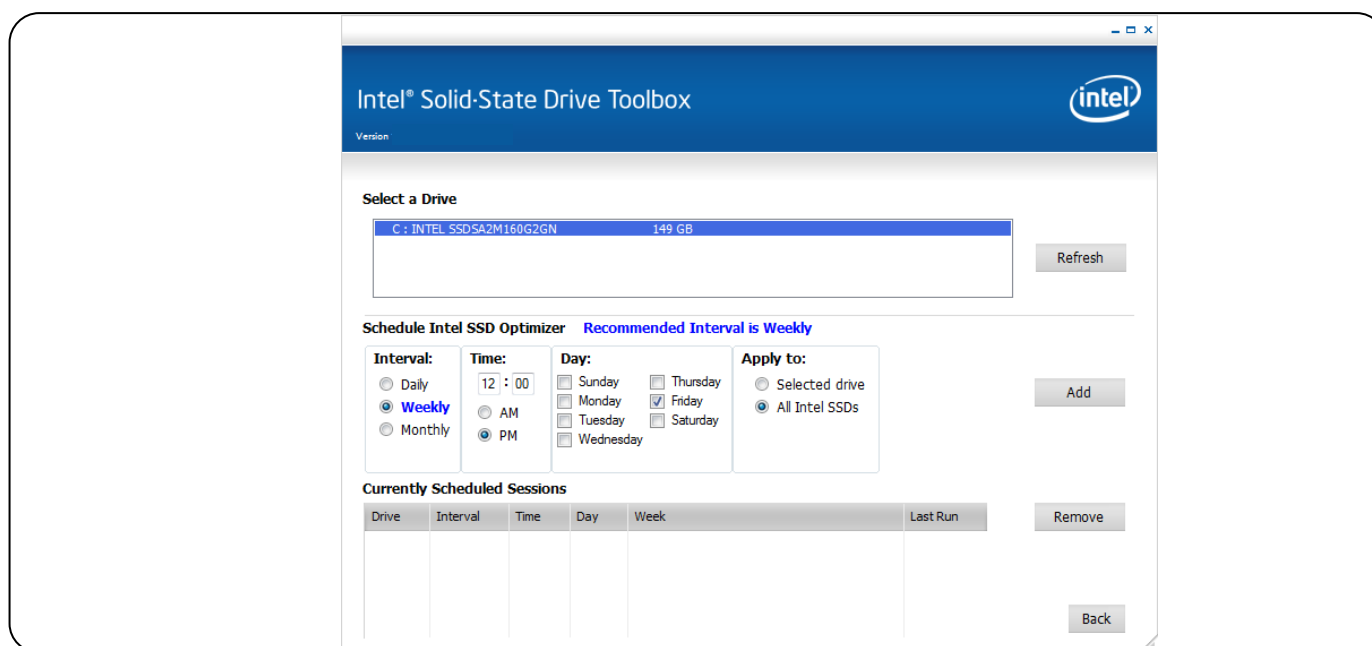 Intel® Solid-State Drive Toolbox
intel
Version
Select a Drive
C : INTEL SSDSA2M160G2GN 149 GB
Refresh
Schedule Intel SSD Optimizer Recommended Interval is Weekly
Interval: Time: Day: Apply to:
Daily 12 : 00 Sunday Thursday Selected drive
Weekly AM Monday Friday All Intel SSDs
Monthly PM Tuesday Saturday
Wednesday
Add
Currently Scheduled Sessions
Drive Interval Time Day Week Last Run
Remove
Back